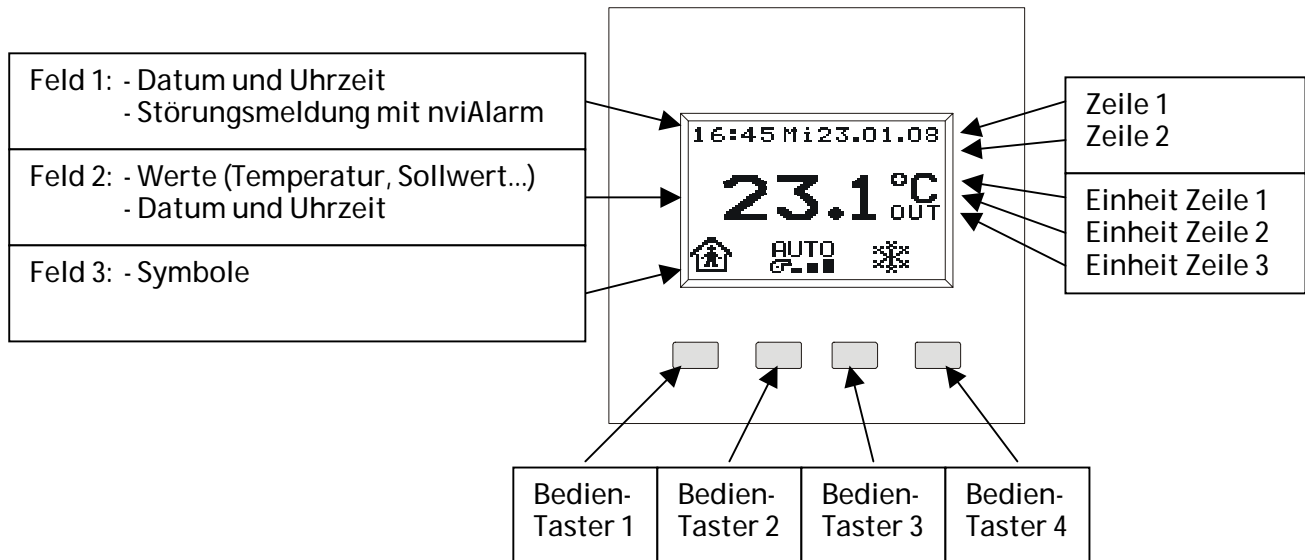 Feld 1: - Datum und Uhrzeit
- Störungsmeldung mit nviAlarm
Feld 2: - Werte (Temperatur, Sollwert...)
- Datum und Uhrzeit
Feld 3: - Symbole
16:45 Mi23.01.08
23.1 °C
OUT
AUTO
Zeile 1
Zeile 2
Einheit Zeile 1
Einheit Zeile 2
Einheit Zeile 3
Bedien-
Taster 1
Bedien-
Taster 2
Bedien-
Taster 3
Bedien-
Taster 4